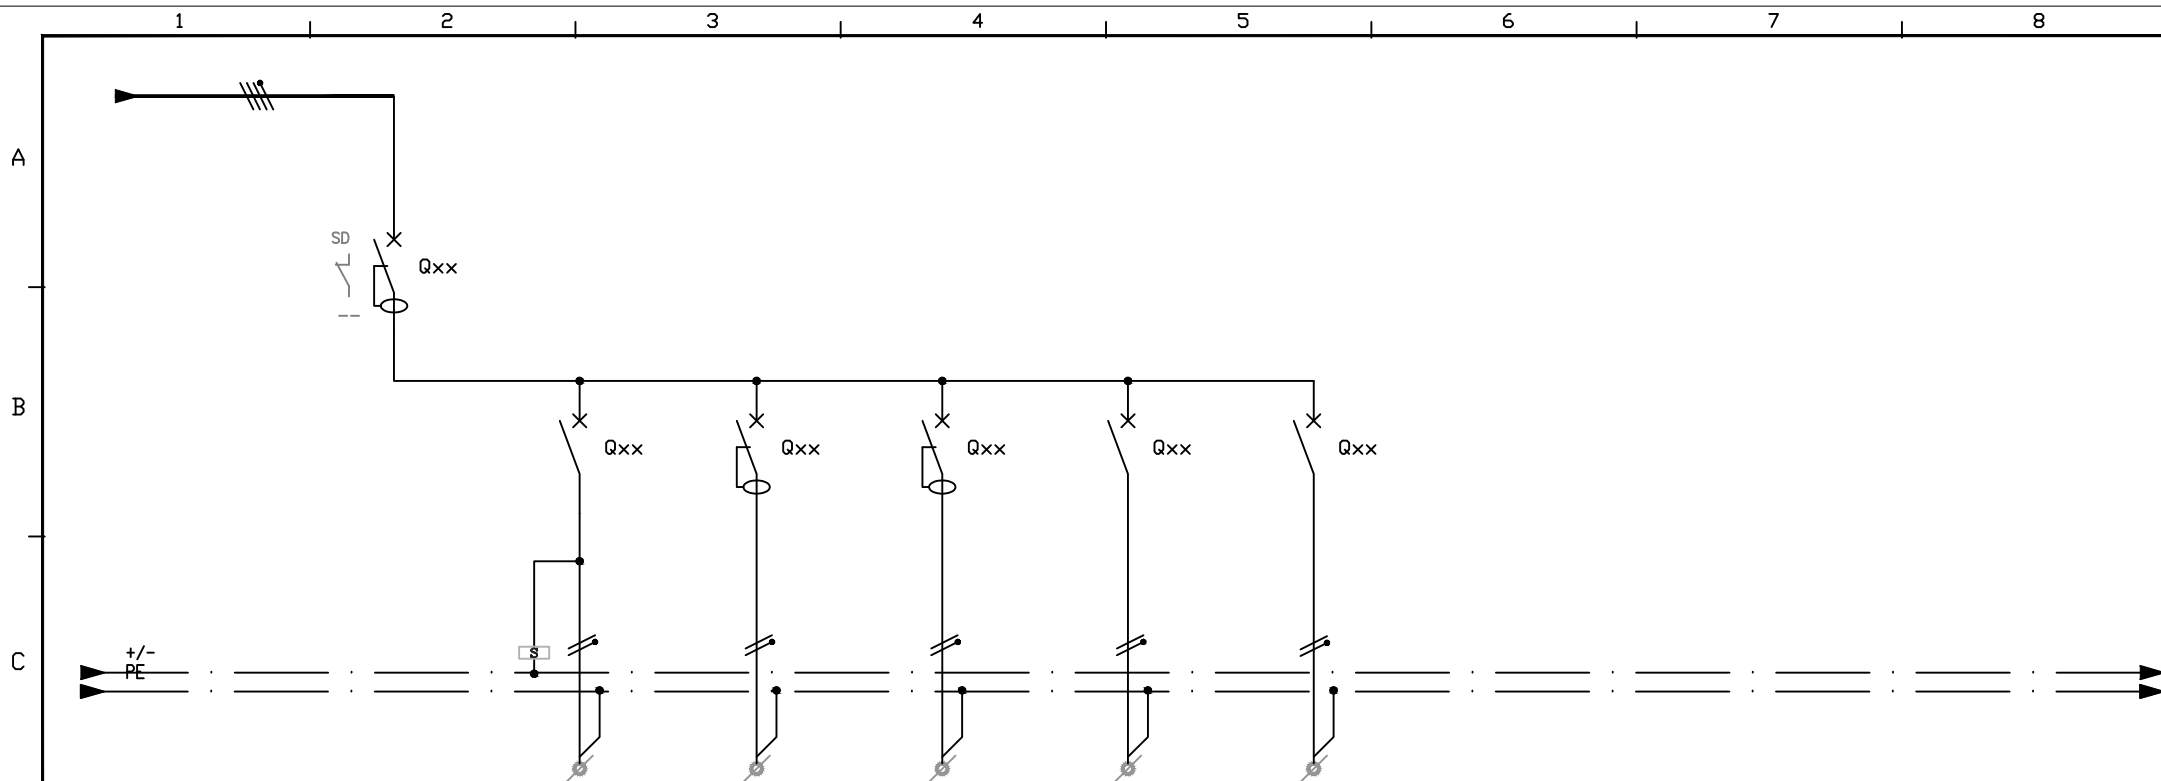 1 2 3 4 5 6 7 8
A
SD
Qxx
--
B
Qxx Qxx Qxx Qxx Qxx
C
+/-
S
PE